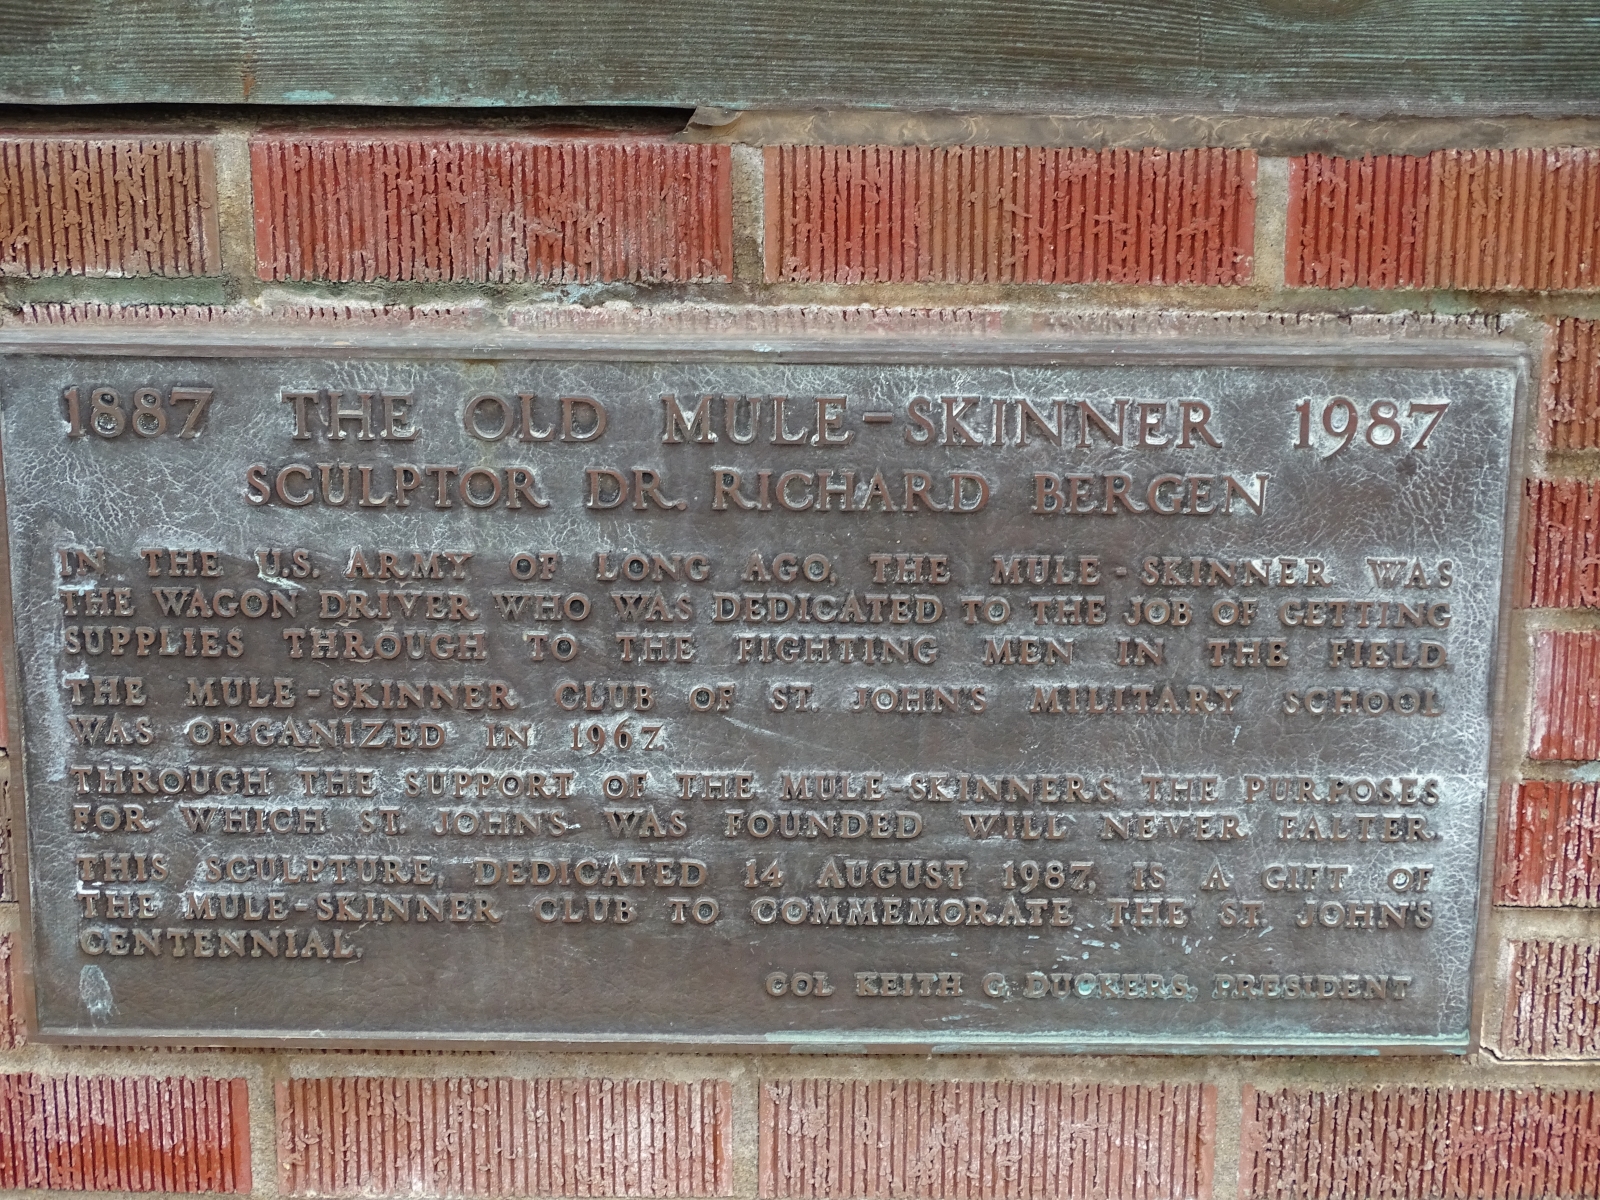 1887 THE OLD MULE-SKINNER 1987
SCULPTOR DR. RICHARD BERGEN
IN THE U.S. ARMY OF LONG AGO, THE MULE-SKINNER WAS
THE WAGON DRIVER WHO WAS DEDICATED TO THE JOB OF GETTING
SUPPLIES THROUGH TO THE FIGHTING MEN IN THE FIELD.
THE MULE-SKINNER CLUB OF ST. JOHN'S MILITARY SCHOOL
WAS ORGANIZED IN 1967.
THROUGH THE SUPPORT OF THE MULE-SKINNERS, THE PURPOSES
FOR WHICH ST. JOHN'S WAS FOUNDED WILL NEVER FALTER.
THIS SCULPTURE, DEDICATED 14 AUGUST 1987, IS A GIFT OF
THE MULE-SKINNER CLUB TO COMMEMORATE THE ST. JOHN'S
CENTENNIAL.
COL KEITH G. DUCKERS, PRESIDENT